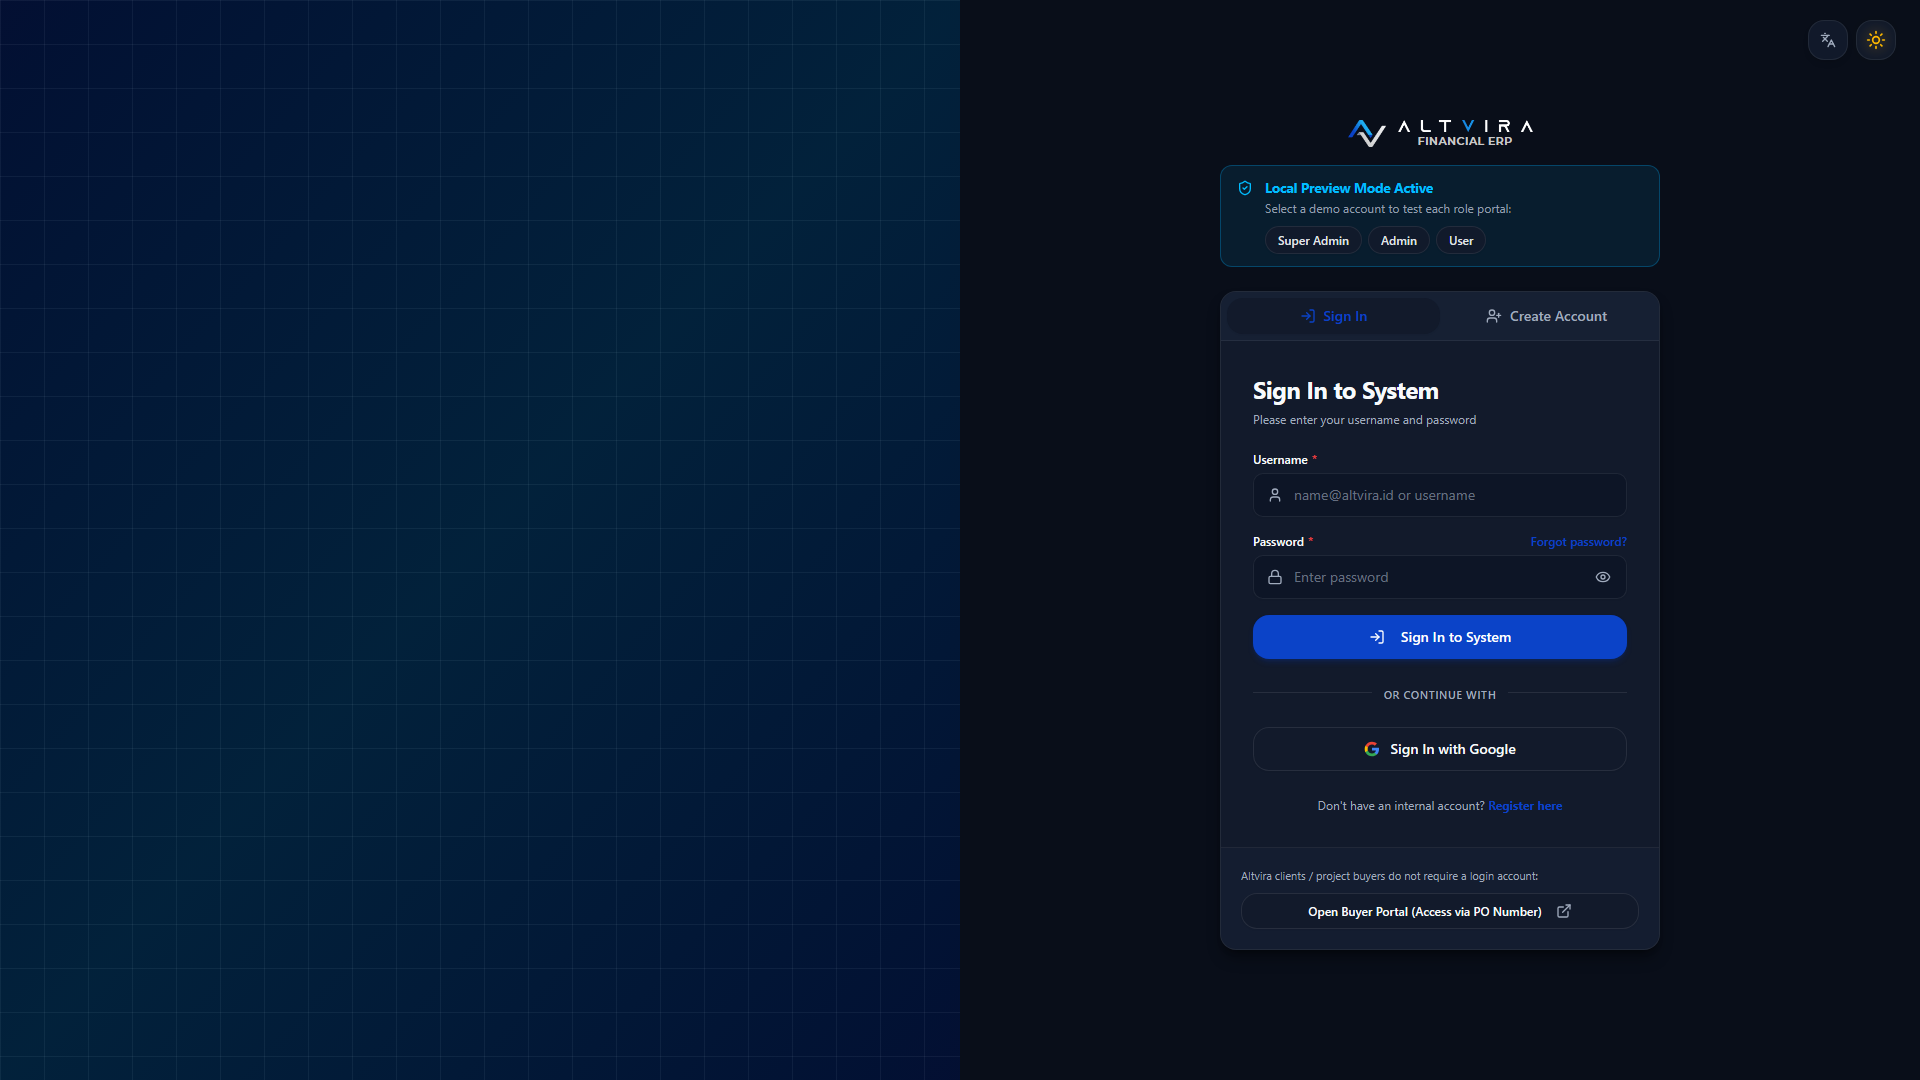 ALTVIRA
FINANCIAL ERP
Local Preview Mode Active
Select a demo account to test each role portal:
Super Admin Admin User
Sign In Create Account
Sign In to System
Please enter your username and password
Username *
name@altvira.id or username
Password * Forgot password?
Enter password
Sign In to System
OR CONTINUE WITH
Sign In with Google
Don't have an internal account? Register here
Altvira clients / project buyers do not require a login account:
Open Buyer Portal (Access via PO Number)